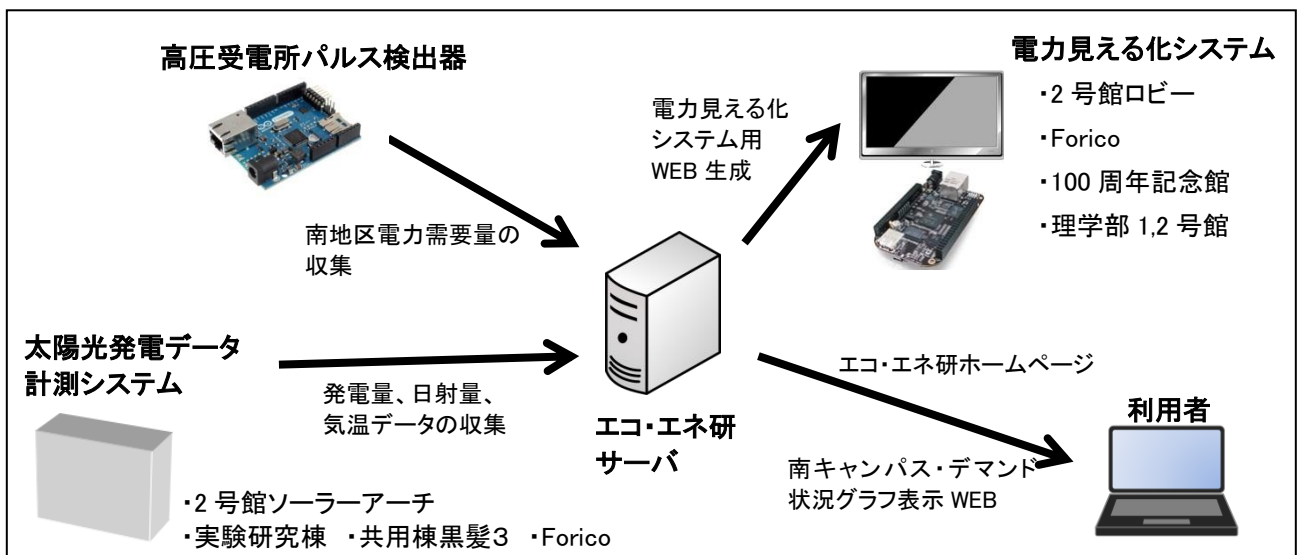 高圧受電所パルス検出器
南地区電力需要量の
収集
太陽光発電データ
計測システム
発電量、日射量、
気温データの収集
・2 号館ソーラーアーチ
・実験研究棟 ・共用棟黒髪3 ・Forico
エコ・エネ研
サーバ
電力見える化
システム用
WEB 生成
電力見える化システム
・2 号館ロビー
・Forico
・100 周年記念館
・理学部 1,2 号館
エコ・エネ研ホームページ
南キャンパス・デマンド
状況グラフ表示 WEB
利用者